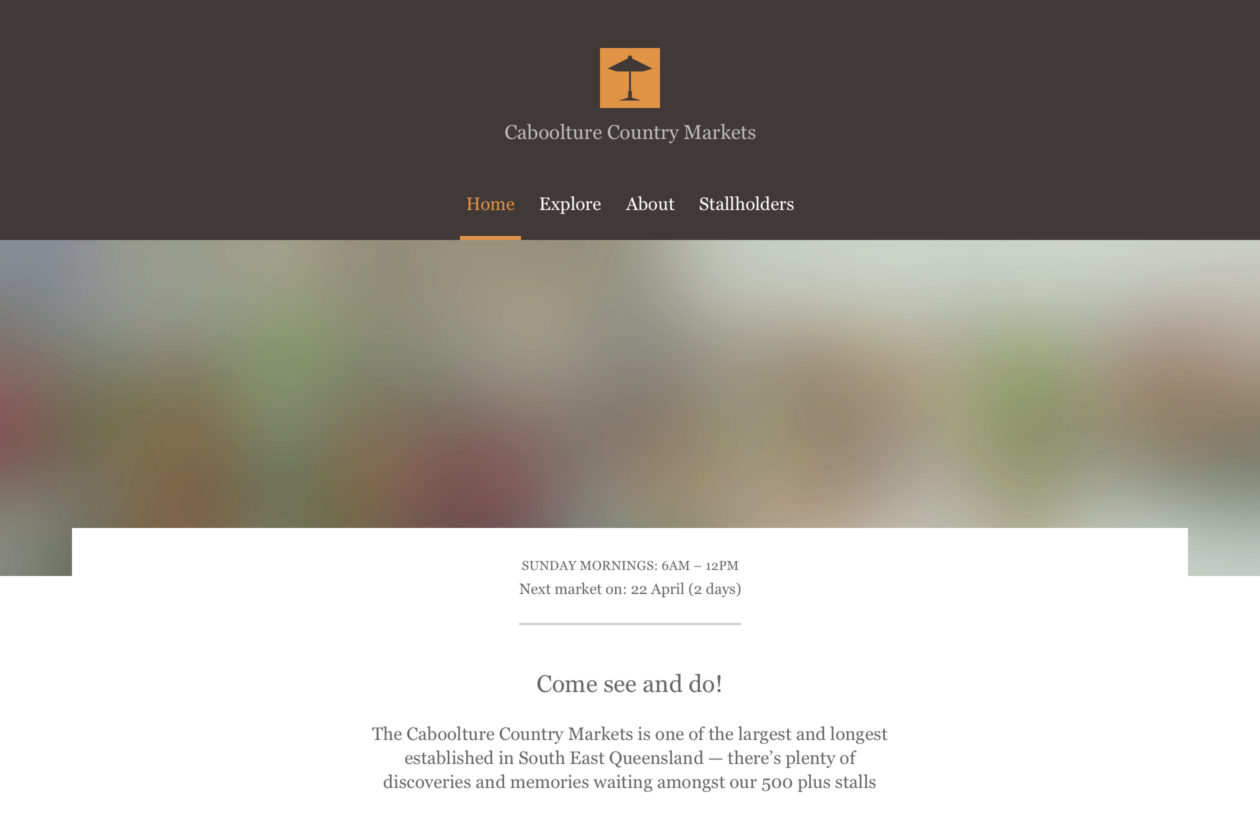 Caboolture Country Markets
Home Explore About Stallholders
SUNDAY MORNINGS: 6AM – 12PM
Next market on: 22 April (2 days)
Come see and do!
The Caboolture Country Markets is one of the largest and longest
established in South East Queensland — there’s plenty of
discoveries and memories waiting amongst our 500 plus stalls